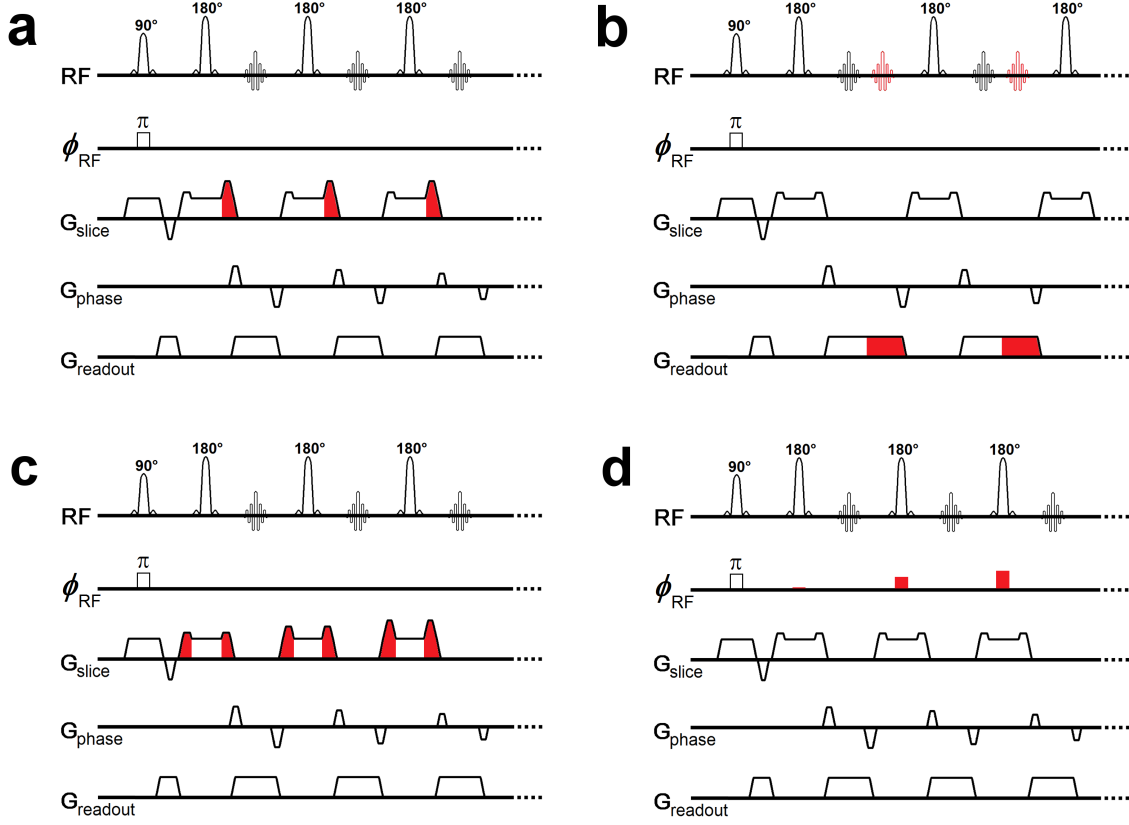 a
90°
180°
180°
180°
RF
π
ϕRF
Gslice
Gphase
Greadout
b
90°
180°
180°
180°
RF
π
ϕRF
Gslice
Gphase
Greadout
c
90°
180°
180°
180°
RF
π
ϕRF
Gslice
Gphase
Greadout
d
90°
180°
180°
180°
RF
π
ϕRF
Gslice
Gphase
Greadout